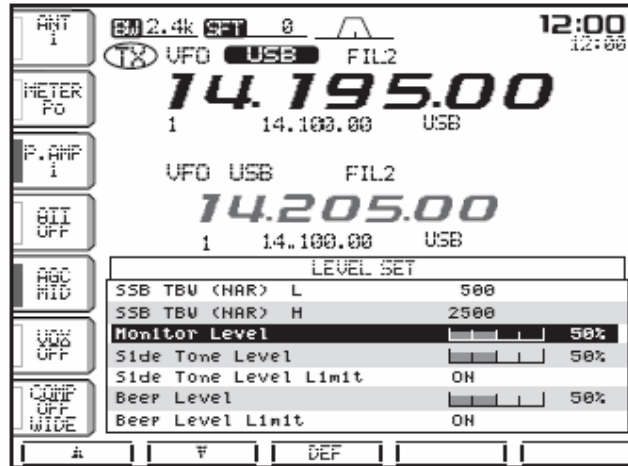 ANT
1
BW 2.4k SFT 0
12:00
12:00
TX VFO USB FIL2
METER
Po
14.195.00
1 14.100.00 USB
P.AMP
1
VFO USB FIL2
14.205.00
1 14.100.00 USB
ATT
OFF
LEVEL SET
AGC
MID
SSB TBW (NAR) L 500
SSB TBW (NAR) H 2500
Monitor Level 50%
Side Tone Level 50%
OFF
Side Tone Level Limit ON
Beep Level 50%
Beep Level Limit ON
COMP
OFF
WIDE
DEF